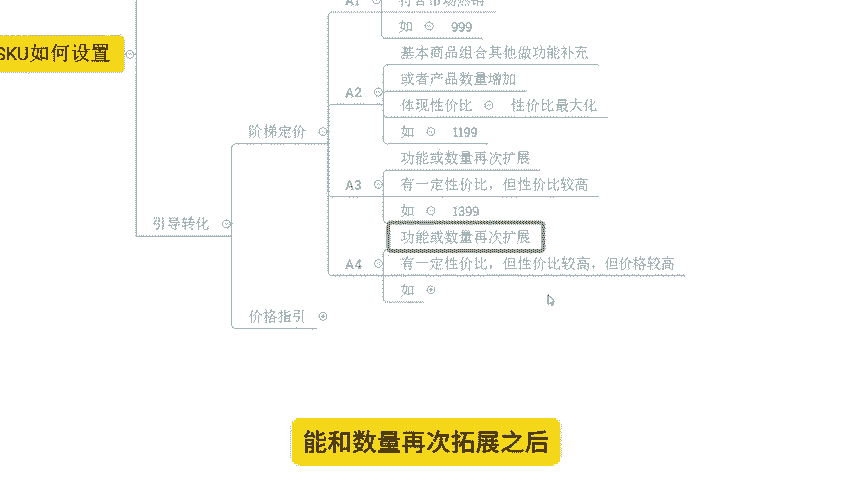 A1
符合市场热销
如 999
SKU如何设置
基本商品组合其他做功能补充
或者产品数量增加
A2
体现性价比 性价比最大化
如 1199
阶梯定价
功能或数量再次扩展
A3
有一定性价比，但性价比较高
如 1399
引导转化
功能或数量再次扩展
A4
有一定性价比，但性价比较高，但价格较高
如
价格指引
能和数量再次拓展之后